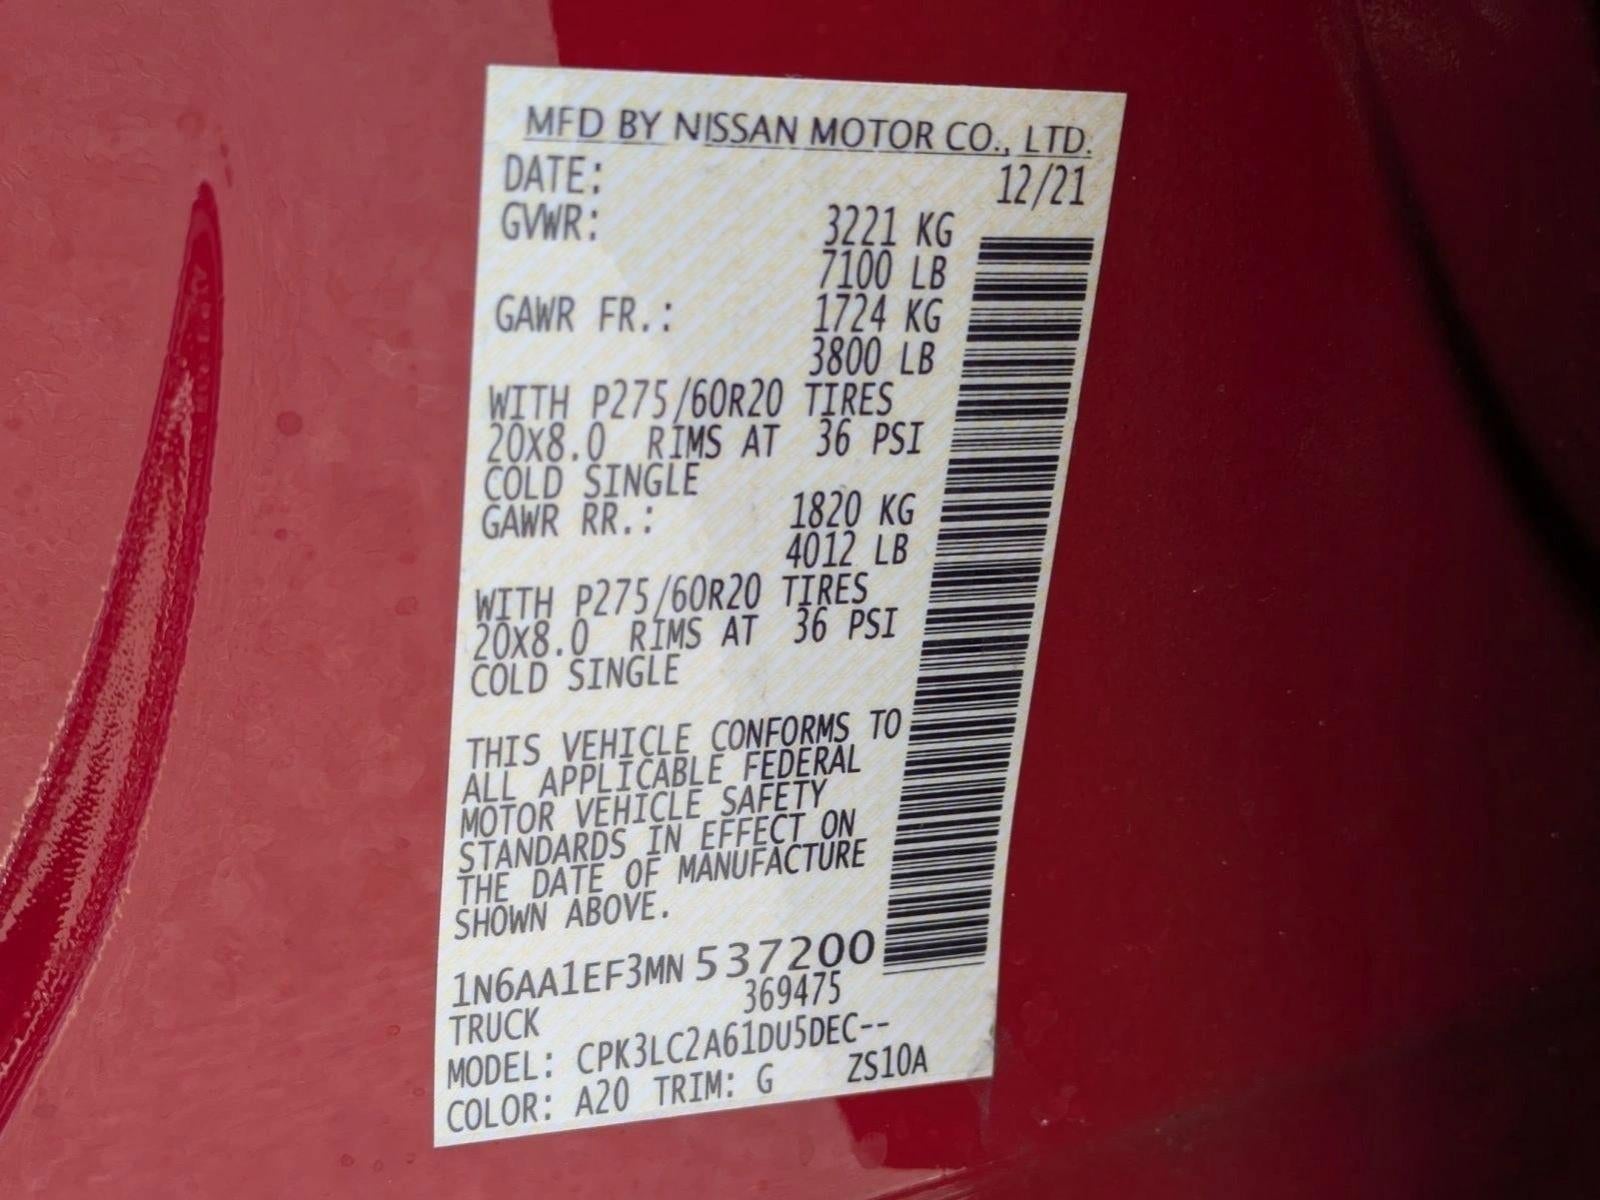 MFD BY NISSAN MOTOR CO., LTD.
DATE: 12/21
GVWR: 3221 KG
7100 LB
GAWR FR.: 1724 KG
3800 LB
WITH P275/60R20 TIRES
20X8.0 RIMS AT 36 PSI
COLD SINGLE
GAWR RR.: 1820 KG
4012 LB
WITH P275/60R20 TIRES
20X8.0 RIMS AT 36 PSI
COLD SINGLE
THIS VEHICLE CONFORMS TO
ALL APPLICABLE FEDERAL
MOTOR VEHICLE SAFETY
STANDARDS IN EFFECT ON
THE DATE OF MANUFACTURE
SHOWN ABOVE.
1N6AA1EF3MN537200
TRUCK 369475
MODEL: CPK3LC2A61DU5DEC--
COLOR: A20 TRIM: G ZS10A